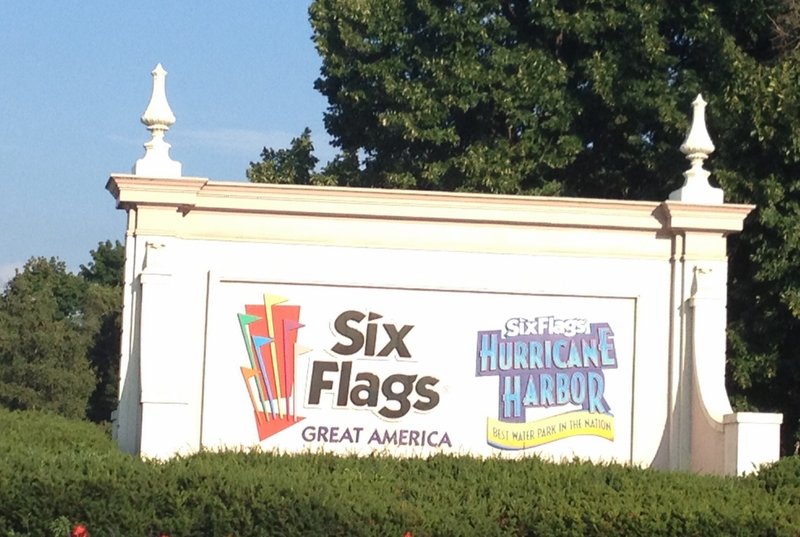 Six
Flags
GREAT AMERICA
SixFlags
HURRICANE
HARBOR
BEST WATER PARK IN THE NATION